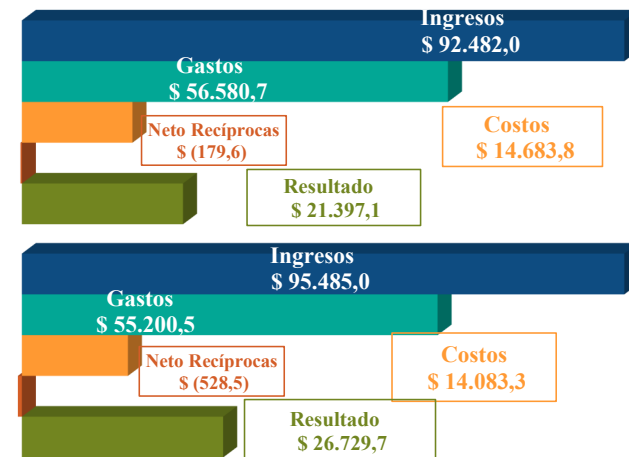 Ingresos
$ 92.482,0
Gastos
$ 56.580,7
Neto Recíprocas
$ (179,6)
Costos
$ 14.683,8
Resultado
$ 21.397,1
Ingresos
$ 95.485,0
Gastos
$ 55.200,5
Neto Recíprocas
$ (528,5)
Costos
$ 14.083,3
Resultado
$ 26.729,7